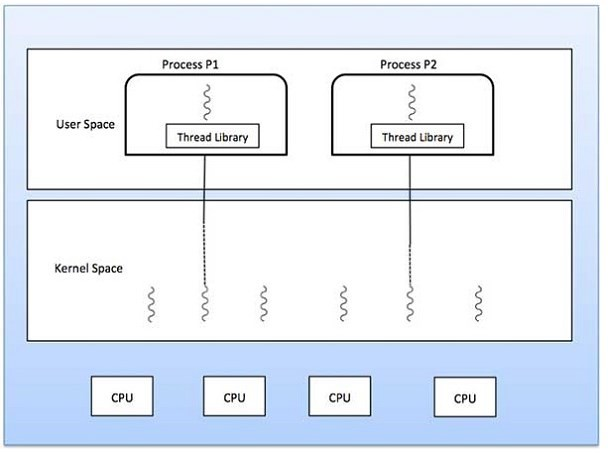 Process P1
Process P2
User Space
Thread Library
Thread Library
Kernel Space
CPU
CPU
CPU
CPU